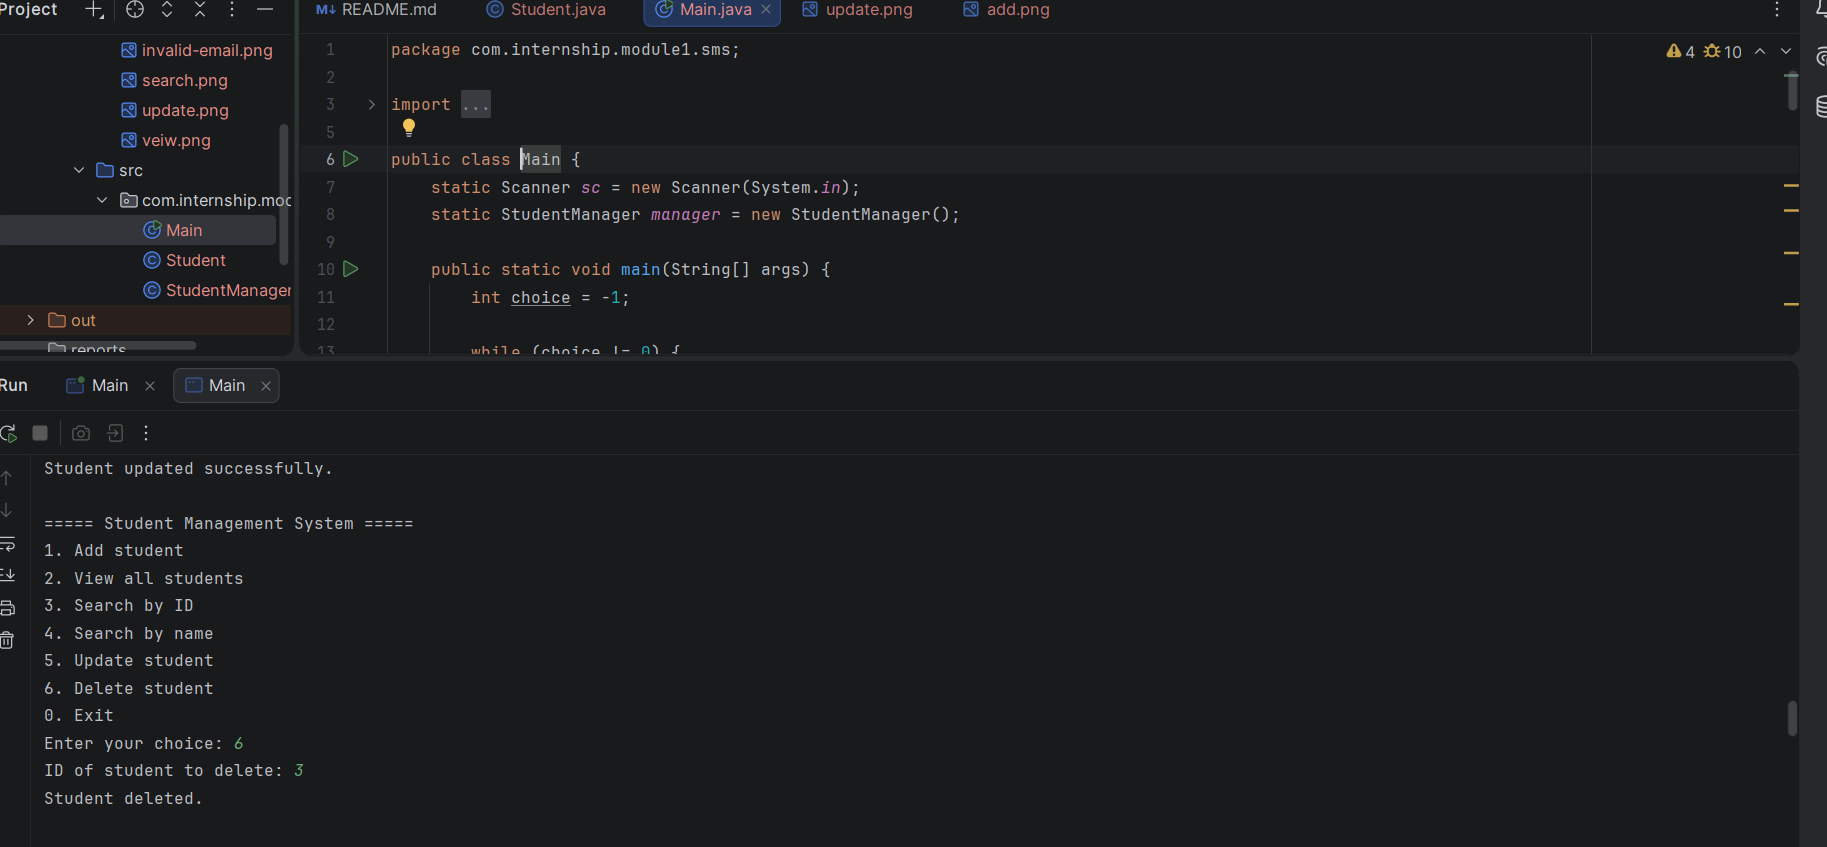 Project
README.md
Student.java
Main.java
update.png
add.png
invalid-email.png
search.png
update.png
veiw.png
src
com.internship.moc
Main
Student
StudentManager
out
reports
4 10
1 package com.internship.module1.sms;
2
3 import ...
5
6 public class Main {
7 static Scanner sc = new Scanner(System.in);
8 static StudentManager manager = new StudentManager();
9
10 public static void main(String[] args) {
11 int choice = -1;
12
13 while (choice != 0) {
Run
Main
Main
Student updated successfully.
===== Student Management System =====
1. Add student
2. View all students
3. Search by ID
4. Search by name
5. Update student
6. Delete student
0. Exit
Enter your choice: 6
ID of student to delete: 3
Student deleted.